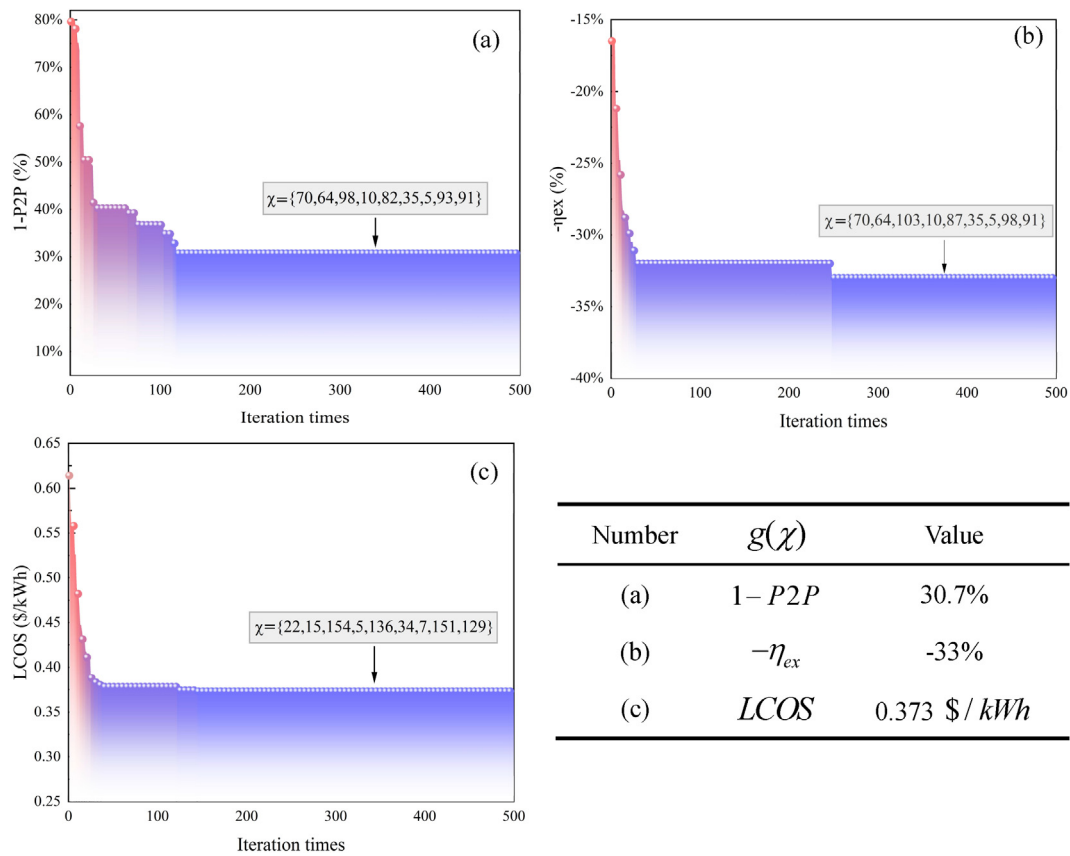 (a)
80%
70%
60%
50%
40%
30%
20%
10%
1-P2P (%)
χ={70,64,98,10,82,35,5,93,91}
0 100 200 300 400 500
Iteration times
(b)
-15%
-20%
-25%
-30%
-35%
-40%
-ηex (%)
χ={70,64,103,10,87,35,5,98,91}
0 100 200 300 400 500
Iteration times
(c)
0.65
0.60
0.55
0.50
0.45
0.40
0.35
0.30
0.25
LCOS ($/kWh)
χ={22,15,154,5,136,34,7,151,129}
0 100 200 300 400 500
Iteration times
Number g(χ) Value
(a) 1– P2P 30.7%
(b) −ηex -33%
(c) LCOS 0.373 $ / kWh